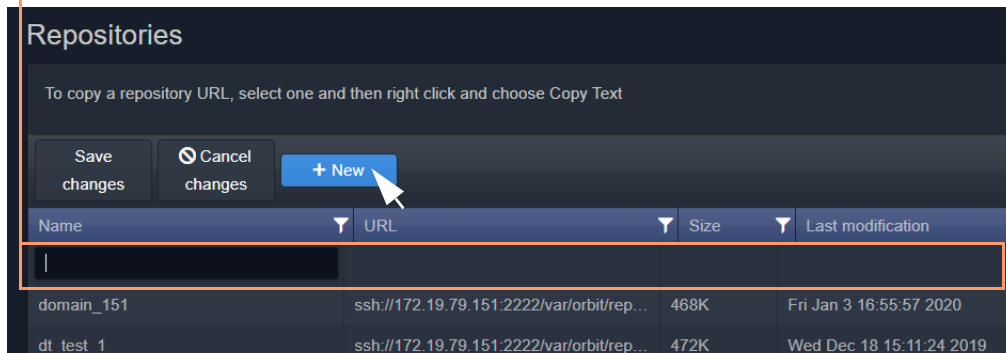 Repositories
To copy a repository URL, select one and then right click and choose Copy Text
Save changes
Cancel changes
+ New
Name URL Size Last modification
domain_151 ssh://172.19.79.151:2222/var/orbit/rep... 468K Fri Jan 3 16:55:57 2020
dt_test_1 ssh://172.19.79.151:2222/var/orbit/rep... 472K Wed Dec 18 15:11:24 2019